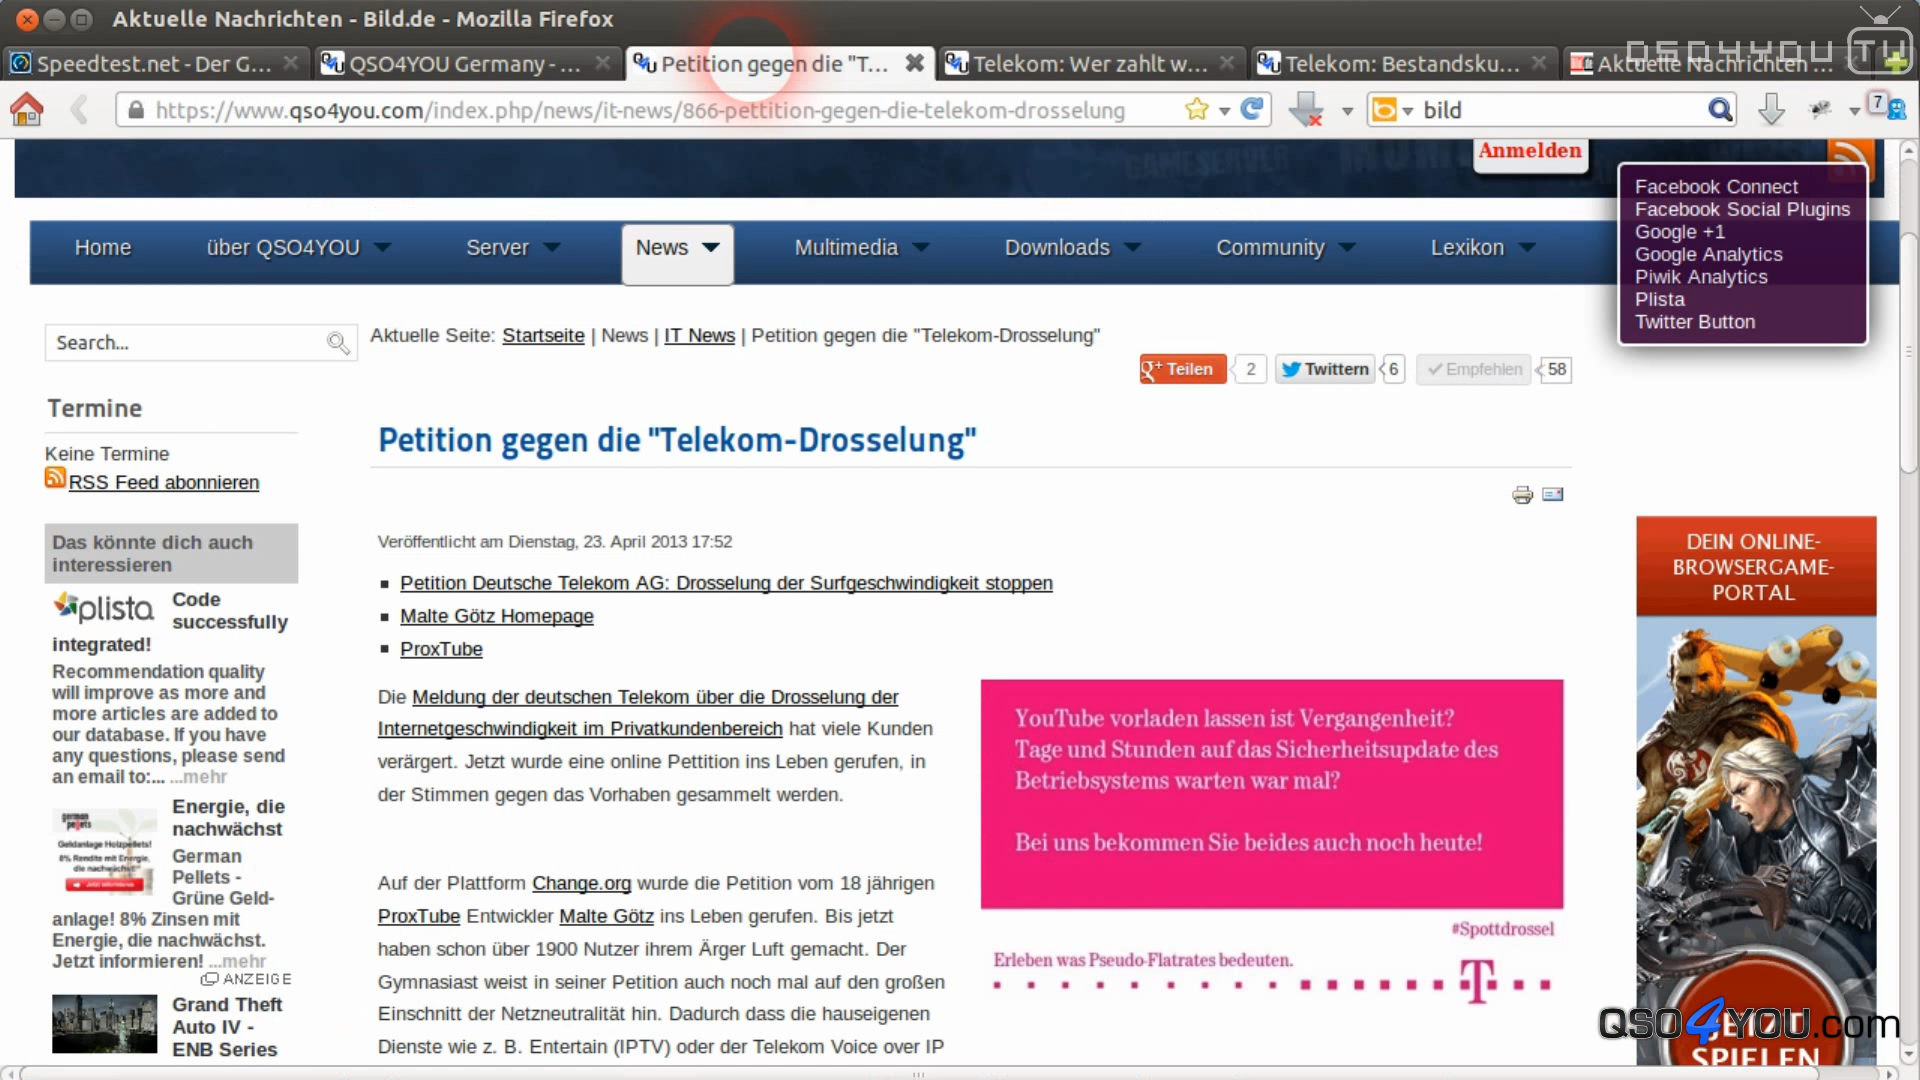 Aktuelle Nachrichten - Bild.de - Mozilla Firefox
Speedtest.net - Der G...
QSO4YOU Germany - ...
Petition gegen die "T...
Telekom: Wer zahlt w...
Telekom: Bestandsku...
Aktuelle Nachrichten ...
QSO4YOU TV
https://www.qso4you.com/index.php/news/it-news/866-pettition-gegen-die-telekom-drosselung
bild
7
Anmelden
Facebook Connect
Facebook Social Plugins
Google +1
Google Analytics
Piwik Analytics
Plista
Twitter Button
Home
über QSO4YOU
Server
News
Multimedia
Downloads
Community
Lexikon
Search...
Aktuelle Seite: Startseite | News | IT News | Petition gegen die "Telekom-Drosselung"
g+ Teilen 2 Twittern 6 Empfehlen 58
Termine
Keine Termine
RSS Feed abonnieren
Das könnte dich auch
interessieren
plista
Code
successfully
integrated!
Recommendation quality
will improve as more and
more articles are added to
our database. If you have
any questions, please send
an email to:... ...mehr
german
pellets
Geldanlage Holzpellets!
8% Rendite mit Energie,
die nachwächst!
Energie, die
nachwächst
German
Pellets -
Grüne Geld-
anlage! 8% Zinsen mit
Energie, die nachwächst.
Jetzt informieren! ...mehr
ANZEIGE
Grand Theft
Auto IV -
ENB Series
Petition gegen die "Telekom-Drosselung"
Veröffentlicht am Dienstag, 23. April 2013 17:52
Petition Deutsche Telekom AG: Drosselung der Surfgeschwindigkeit stoppen
Malte Götz Homepage
ProxTube
Die Meldung der deutschen Telekom über die Drosselung der
Internetgeschwindigkeit im Privatkundenbereich hat viele Kunden
verärgert. Jetzt wurde eine online Pettition ins Leben gerufen, in
der Stimmen gegen das Vorhaben gesammelt werden.
Auf der Plattform Change.org wurde die Petition vom 18 jährigen
ProxTube Entwickler Malte Götz ins Leben gerufen. Bis jetzt
haben schon über 1900 Nutzer ihrem Ärger Luft gemacht. Der
Gymnasiast weist in seiner Petition auch noch mal auf den großen
Einschnitt der Netzneutralität hin. Dadurch dass die hauseigenen
Dienste wie z. B. Entertain (IPTV) oder der Telekom Voice over IP
YouTube vorladen lassen ist Vergangenheit?
Tage und Stunden auf das Sicherheitsupdate des
Betriebsystems warten war mal?
Bei uns bekommen Sie beides auch noch heute!
#Spottdrossel
Erleben was Pseudo-Flatrates bedeuten.
T
DEIN ONLINE-
BROWSERGAME-
PORTAL
JETZT
SPIELEN
QSO4YOU.com